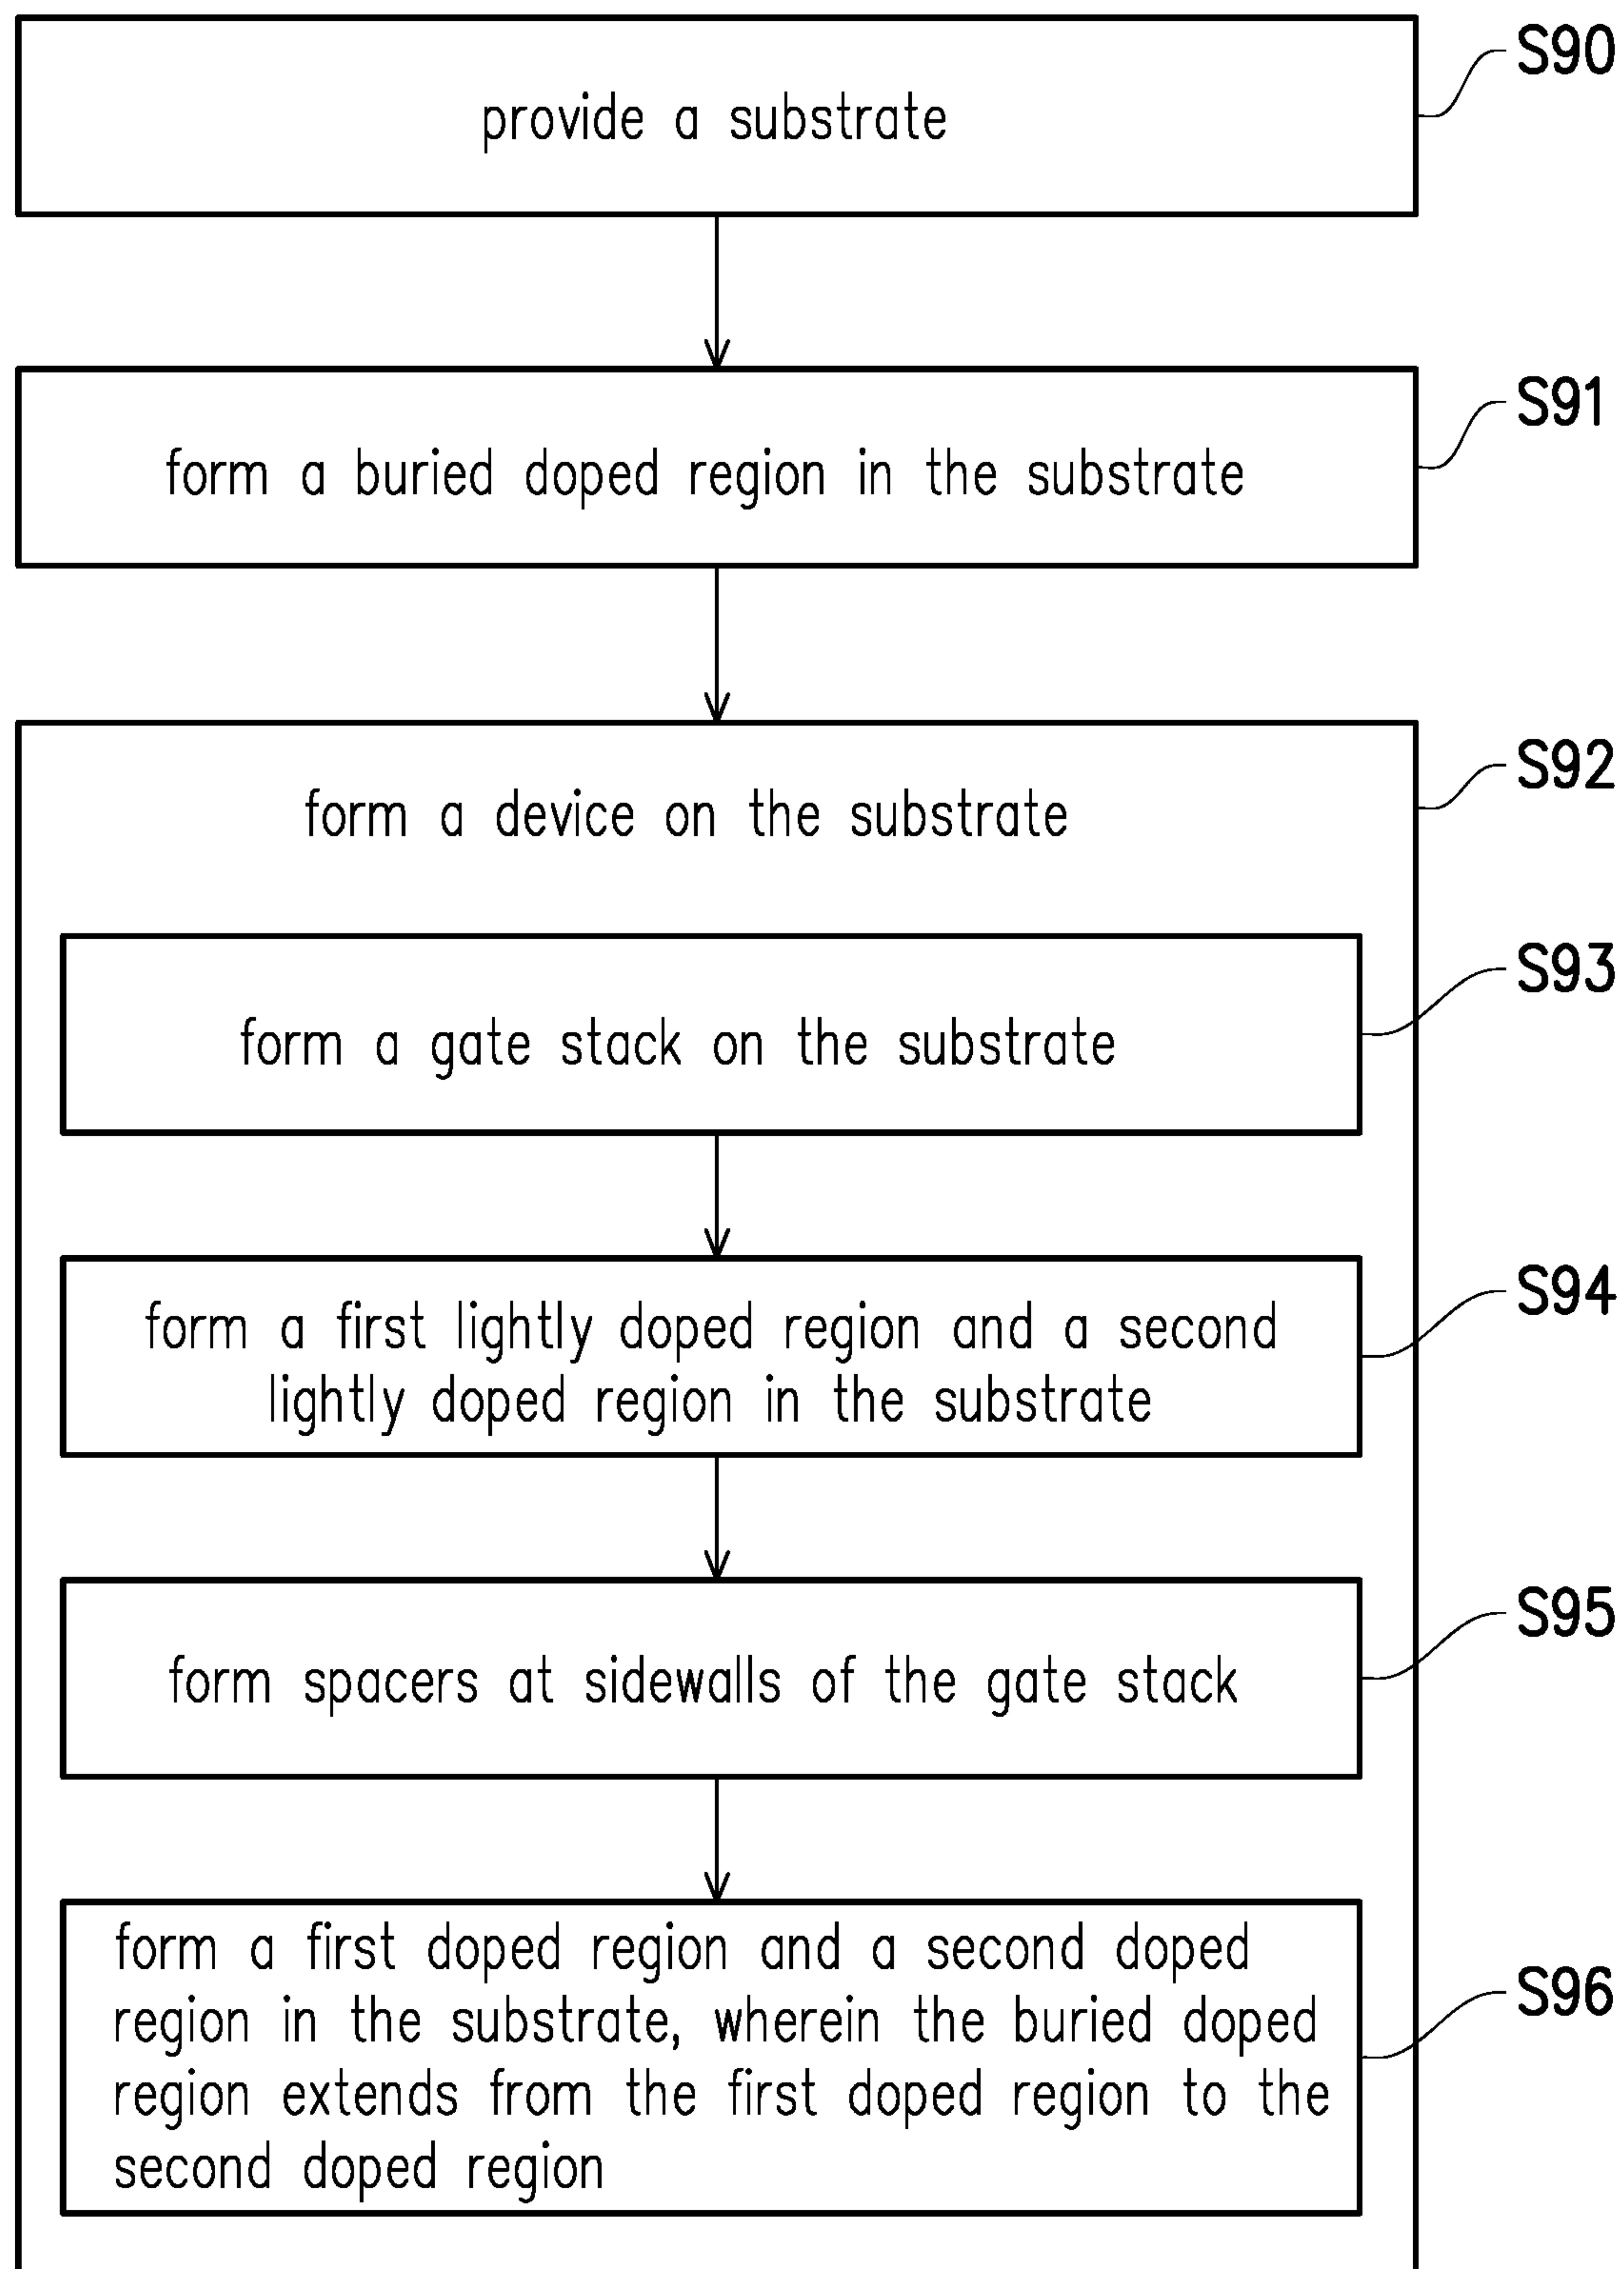 provide a substrate
S90
form a buried doped region in the substrate
S91
form a device on the substrate
S92
form a gate stack on the substrate
S93
form a first lightly doped region and a second
lightly doped region in the substrate
S94
form spacers at sidewalls of the gate stack
S95
form a first doped region and a second doped
region in the substrate, wherein the buried doped
region extends from the first doped region to the
second doped region
S96